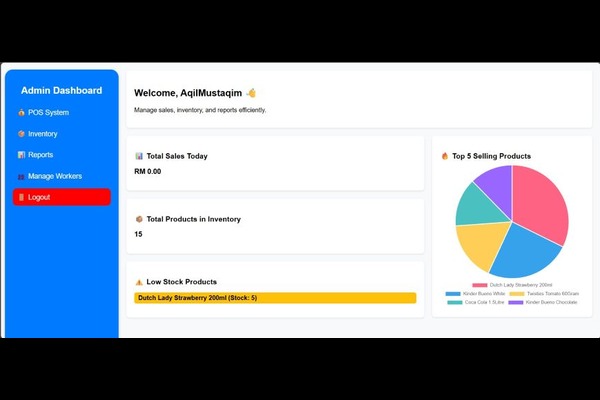 Admin Dashboard
POS System
Inventory
Reports
Manage Workers
Logout
Welcome, AqilMustaqim
Manage sales, inventory, and reports efficiently.
Total Sales Today
RM 0.00
Total Products in Inventory
15
Low Stock Products
Dutch Lady Strawberry 200ml (Stock: 5)
Top 5 Selling Products
Dutch Lady Strawberry 200ml
Kinder Bueno White Twisties Tomato 60Gram
Coca Cola 1.5Litre Kinder Bueno Chocolate